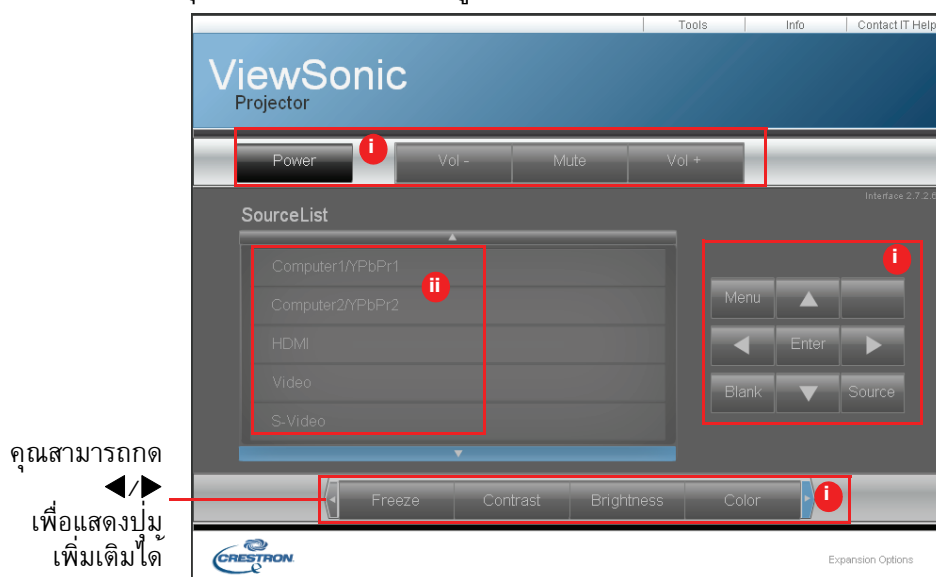 Tools Info Contact IT Help
ViewSonic
Projector
i
Power Vol - Mute Vol +
Interface 2.7.2.6
SourceList
i
Computer1/YPbPr1
ii
Computer2/YPbPr2
HDMI
Video
S-Video
Menu
Enter
Blank Source
คุณสามารถกด
◀/▶
เพื่อแสดงปุ่ม
เพิ่มเติมได้
Freeze Contrast Brightness Color
i
CRESTRON
Expansion Options